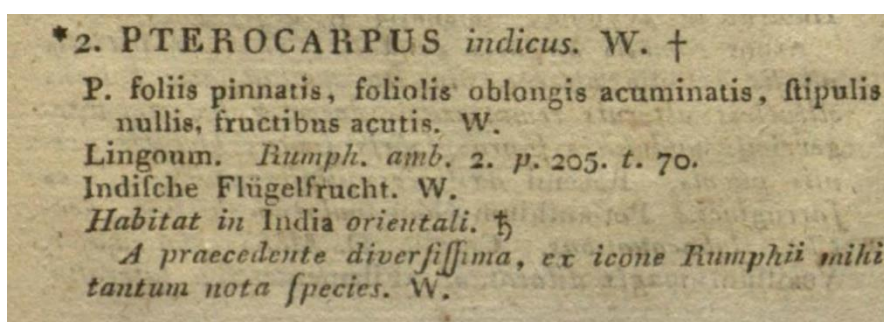 *2. PTEROCARPUS indicus. W. †
P. foliis pinnatis, foliolis oblongis acuminatis, ſtipulis
nullis, fructibus acutis. W.
Lingoum. Rumph. amb. 2. p. 205. t. 70.
Indiſche Flügelfrucht. W.
Habitat in India orientali. ♄
A praecedente diverſiſſima, ex icone Rumphii mihi
tantum nota ſpecies. W.